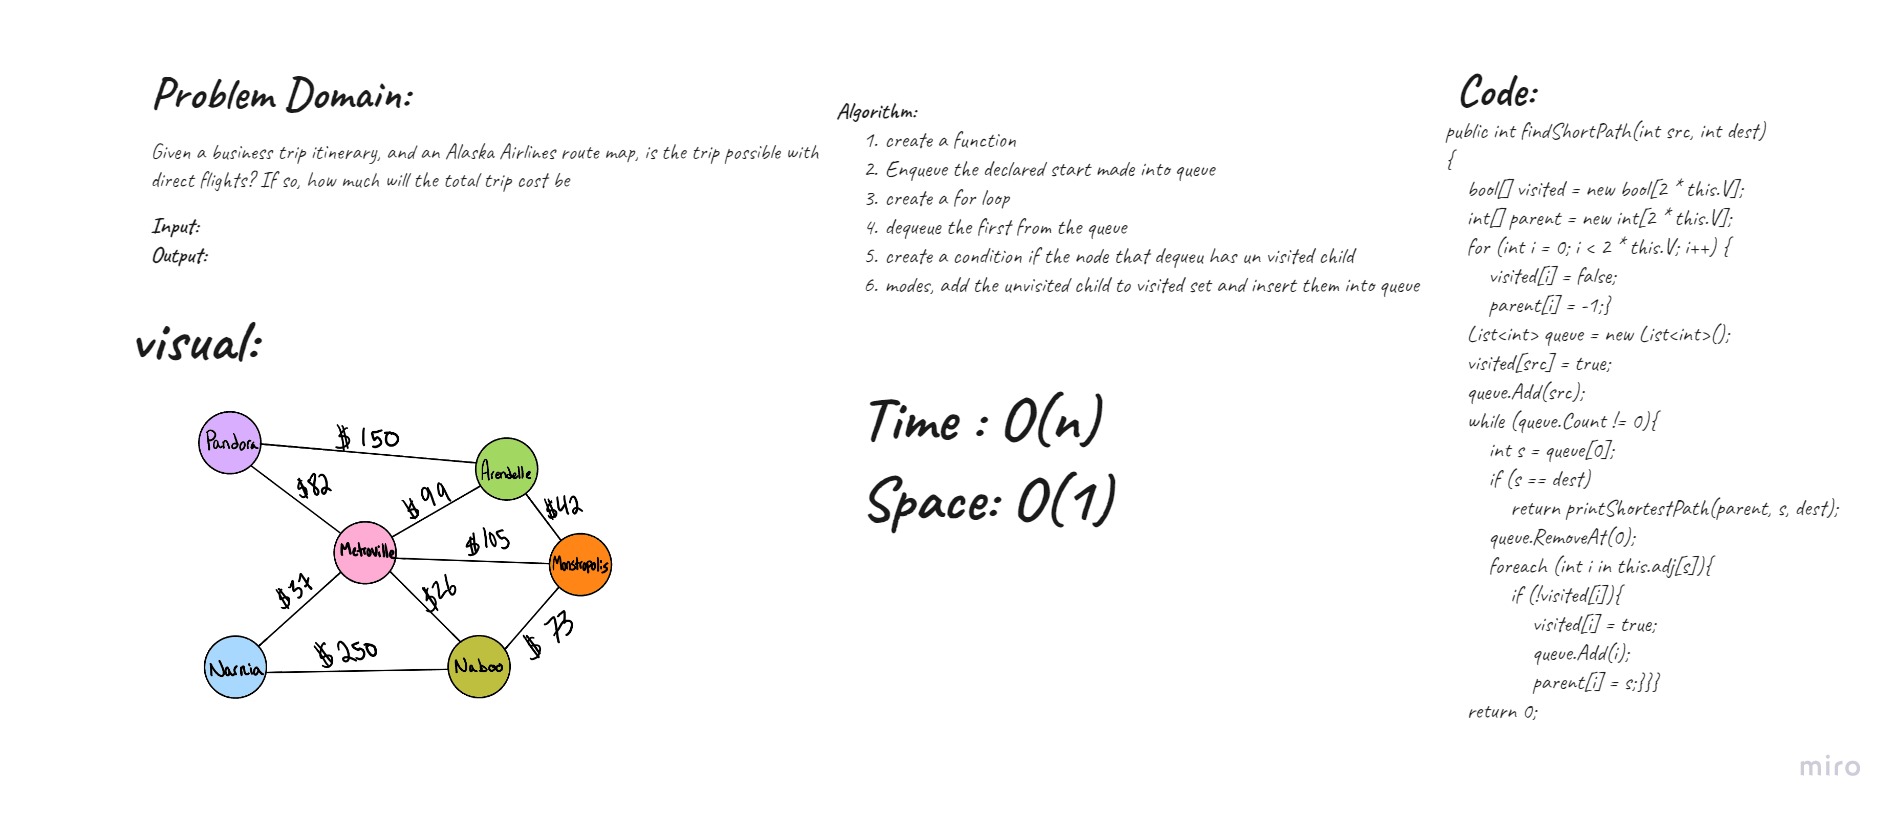 Problem Domain:
Given a business trip itinerary, and an Alaska Airlines route map, is the trip possible with
direct flights? If so, how much will the total trip cost be
Input:
Output:
visual:
Pandora
$ 150
Arendelle
$82
$99
$42
Metroville
$105
Monstropolis
$37
$26
$ 73
Narnia
$ 250
Naboo
Algorithm:
1. create a function
2. Enqueue the declared start made into queue
3. create a for loop
4. dequeue the first from the queue
5. create a condition if the node that dequeu has un visited child
6. modes, add the unvisited child to visited set and insert them into queue
Time : O(n)
Space: O(1)
Code:
public int findShortPath(int src, int dest)
{
bool[] visited = new bool[2 * this.V];
int[] parent = new int[2 * this.V];
for (int i = 0; i < 2 * this.V; i++) {
visited[i] = false;
parent[i] = -1;}
List<int> queue = new List<int>();
visited[src] = true;
queue.Add(src);
while (queue.Count != 0){
int s = queue[0];
if (s == dest)
return printShortestPath(parent, s, dest);
queue.RemoveAt(0);
foreach (int i in this.adj[s]){
if (!visited[i]){
visited[i] = true;
queue.Add(i);
parent[i] = s;}}}
return 0;
miro